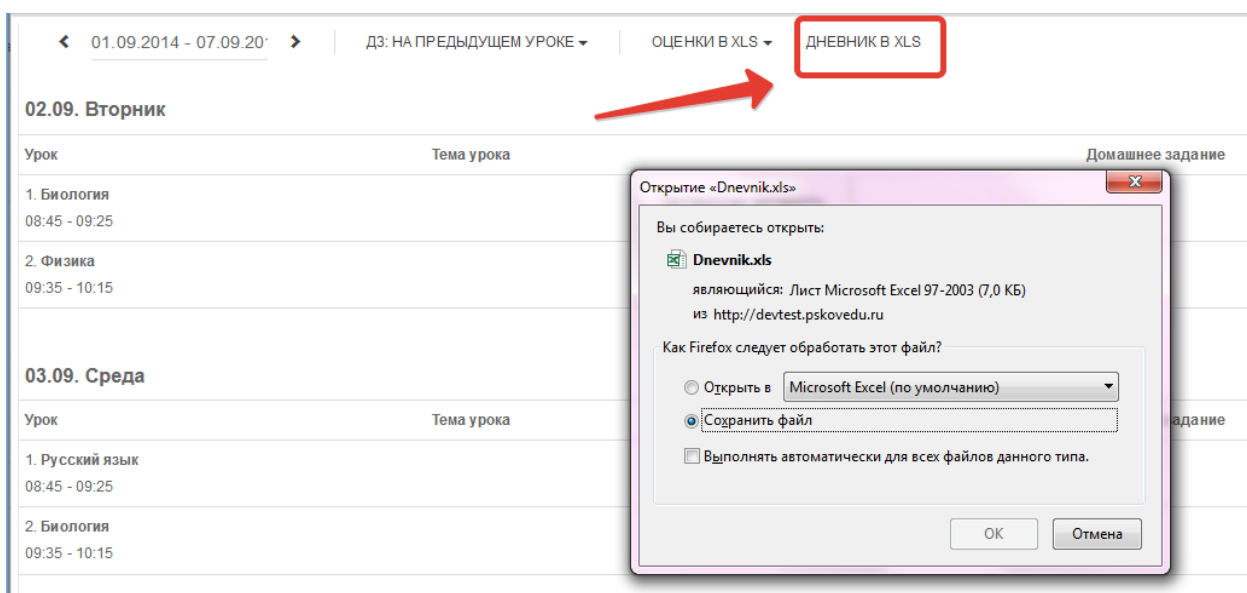 01.09.2014 - 07.09.20 ДЗ: НА ПРЕДЫДУЩЕМ УРОКЕ ОЦЕНКИ В XLS ДНЕВНИК В XLS
02.09. Вторник
Урок Тема урока Домашнее задание
1. Биология
08:45 - 09:25
2. Физика
09:35 - 10:15
03.09. Среда
Урок Тема урока адание
1. Русский язык
08:45 - 09:25
2. Биология
09:35 - 10:15
Открытие «Dnevnik.xls»
Вы собираетесь открыть:
Dnevnik.xls
являющийся: Лист Microsoft Excel 97-2003 (7,0 КБ)
из http://devtest.pskovedu.ru
Как Firefox следует обработать этот файл?
Открыть в Microsoft Excel (по умолчанию)
Сохранить файл
Выполнять автоматически для всех файлов данного типа.
ОК Отмена